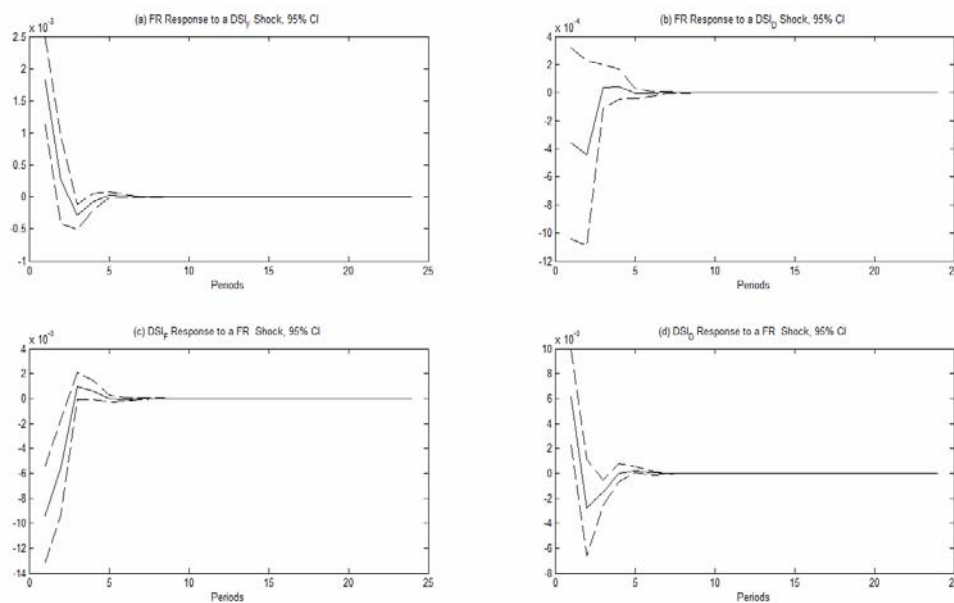 (a) FR Response to a DSI_F Shock, 95% CI
x 10^-3
2.5
2
1.5
1
0.5
0
-0.5
-1
0 5 10 15 20 25
Periods
(b) FR Response to a DSI_D Shock, 95% CI
x 10^-4
4
2
0
-2
-4
-6
-8
-10
-12
0 5 10 15 20 25
Periods
(c) DSI_F Response to a FR Shock, 95% CI
x 10^-3
4
2
0
-2
-4
-6
-8
-10
-12
-14
0 5 10 15 20 25
Periods
(d) DSI_D Response to a FR Shock, 95% CI
x 10^-3
10
8
6
4
2
0
-2
-4
-6
-8
0 5 10 15 20 25
Periods